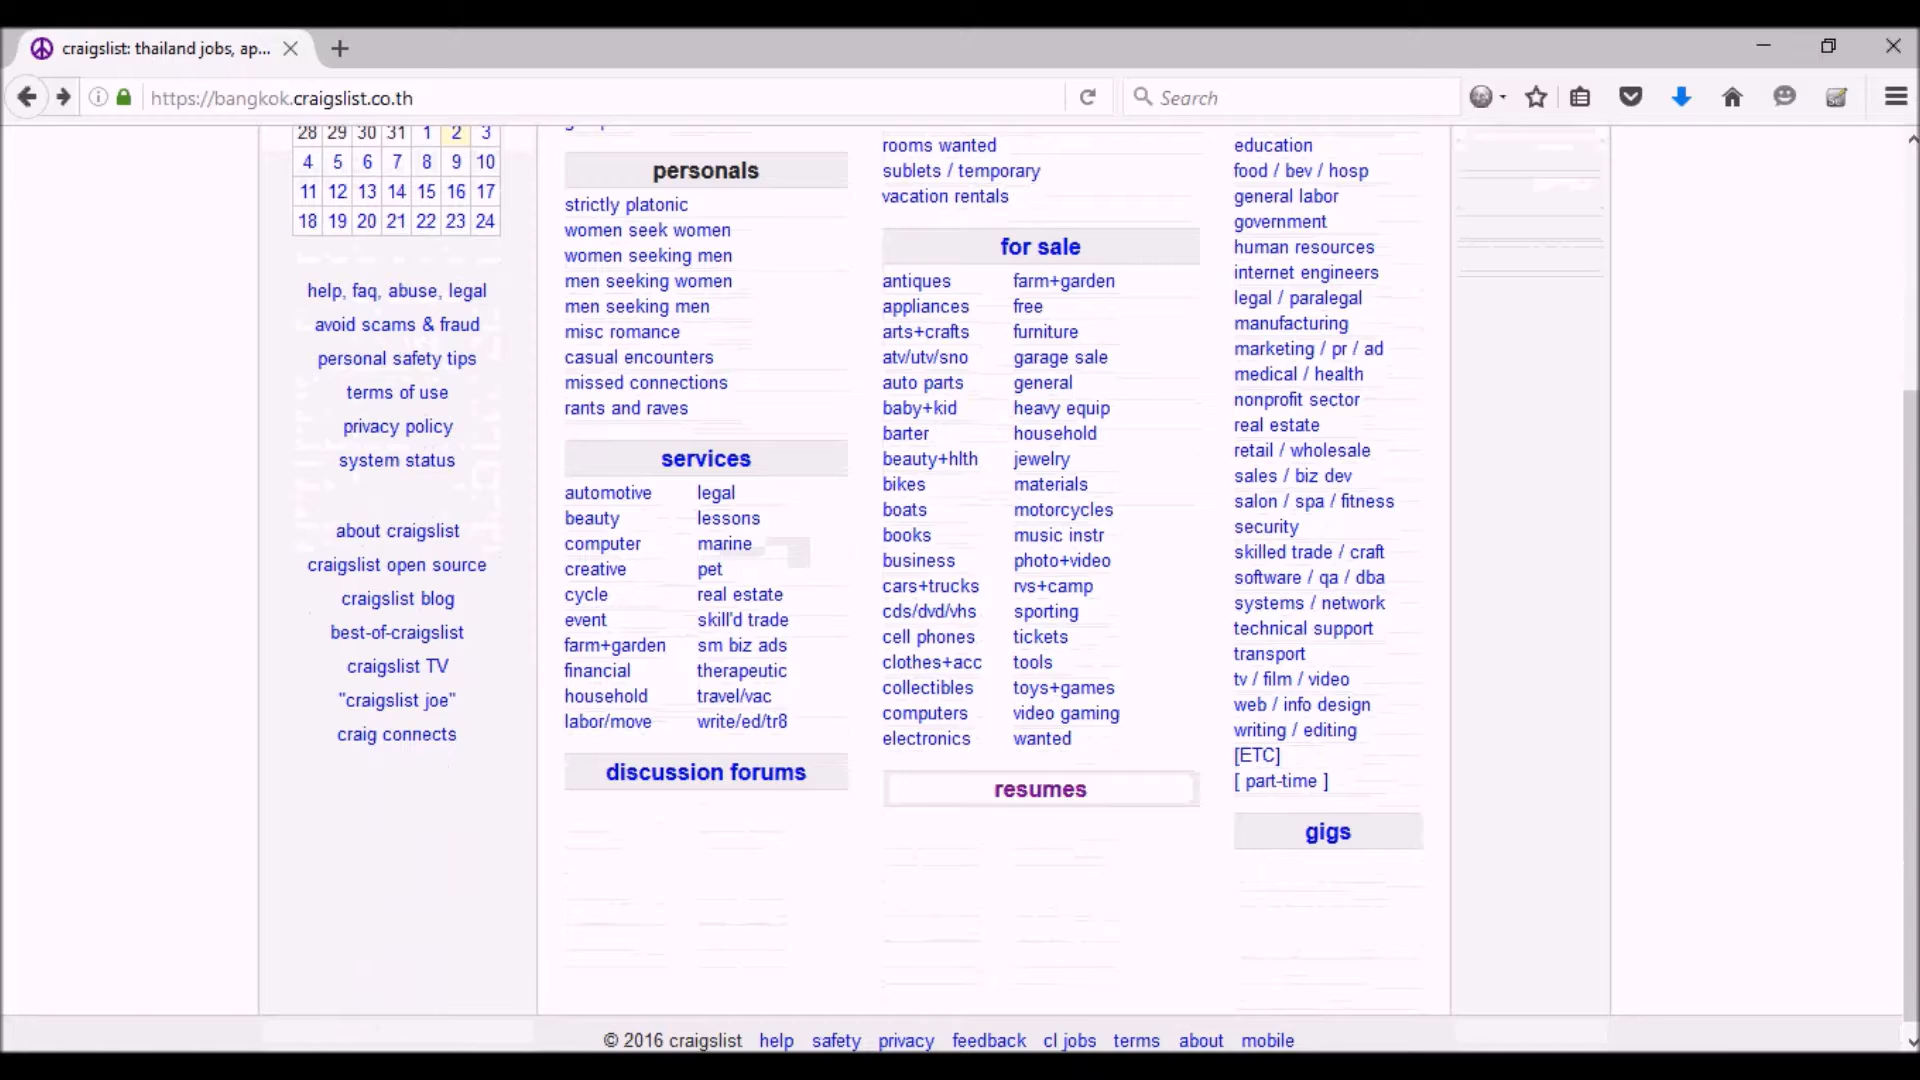 craigslist: thailand jobs, ap...
https://bangkok.craigslist.co.th
Search
28 29 30 31 1 2 3
4 5 6 7 8 9 10
11 12 13 14 15 16 17
18 19 20 21 22 23 24
help, faq, abuse, legal
avoid scams & fraud
personal safety tips
terms of use
privacy policy
system status
about craigslist
craigslist open source
craigslist blog
best-of-craigslist
craigslist TV
"craigslist joe"
craig connects
personals
strictly platonic
women seek women
women seeking men
men seeking women
men seeking men
misc romance
casual encounters
missed connections
rants and raves
services
automotive
beauty
computer
creative
cycle
event
farm+garden
financial
household
labor/move
legal
lessons
marine
pet
real estate
skill'd trade
sm biz ads
therapeutic
travel/vac
write/ed/tr8
discussion forums
rooms wanted
sublets / temporary
vacation rentals
for sale
antiques
appliances
arts+crafts
atv/utv/sno
auto parts
baby+kid
barter
beauty+hlth
bikes
boats
books
business
cars+trucks
cds/dvd/vhs
cell phones
clothes+acc
collectibles
computers
electronics
farm+garden
free
furniture
garage sale
general
heavy equip
household
jewelry
materials
motorcycles
music instr
photo+video
rvs+camp
sporting
tickets
tools
toys+games
video gaming
wanted
resumes
education
food / bev / hosp
general labor
government
human resources
internet engineers
legal / paralegal
manufacturing
marketing / pr / ad
medical / health
nonprofit sector
real estate
retail / wholesale
sales / biz dev
salon / spa / fitness
security
skilled trade / craft
software / qa / dba
systems / network
technical support
transport
tv / film / video
web / info design
writing / editing
[ETC]
[ part-time ]
gigs
© 2016 craigslist help safety privacy feedback cl jobs terms about mobile